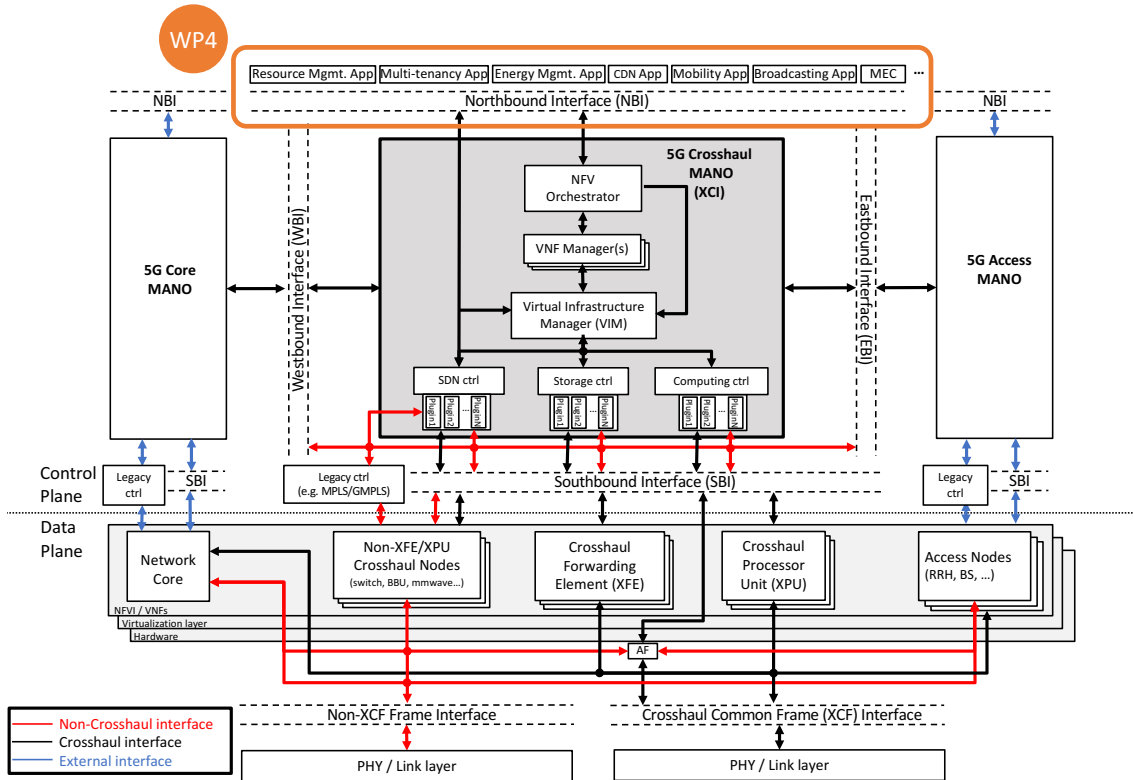 WP4
Resource Mgmt. App Multi-tenancy App Energy Mgmt. App CDN App Mobility App Broadcasting App MEC ...
NBI
Northbound Interface (NBI)
NBI
5G Core
MANO
Westbound Interface (WBI)
5G Crosshaul
MANO
(XCI)
NFV
Orchestrator
VNF Manager(s)
Virtual Infrastructure
Manager (VIM)
SDN ctrl
Plugin1 Plugin2 ... PluginN
Storage ctrl
Plugin1 Plugin2 ... PluginN
Computing ctrl
Plugin1 Plugin2 ... PluginN
Eastbound Interface (EBI)
5G Access
MANO
Control
Plane
Legacy
ctrl
SBI
Legacy ctrl
(e.g. MPLS/GMPLS)
Southbound Interface (SBI)
Legacy
ctrl
SBI
Data
Plane
Network
Core
Non-XFE/XPU
Crosshaul Nodes
(switch, BBU, mmwave...)
Crosshaul
Forwarding
Element (XFE)
Crosshaul
Processor
Unit (XPU)
Access Nodes
(RRH, BS, ...)
NFVI / VNFs
Virtualization layer
Hardware
AF
Non-XCF Frame Interface
Crosshaul Common Frame (XCF) Interface
PHY / Link layer
PHY / Link layer
Non-Crosshaul interface
Crosshaul interface
External interface